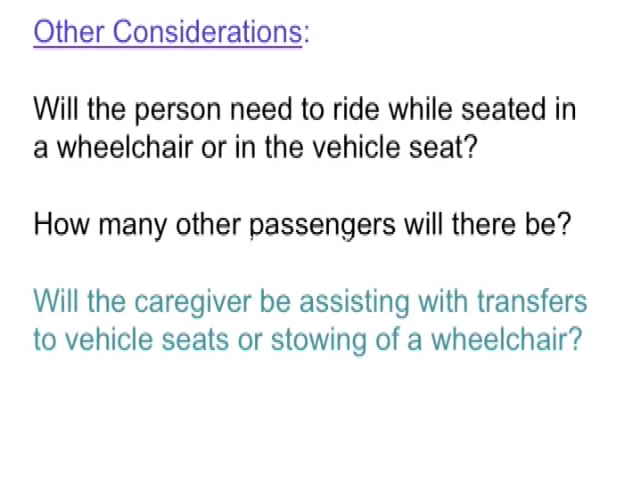 Other Considerations:
Will the person need to ride while seated in
a wheelchair or in the vehicle seat?
How many other passengers will there be?
Will the caregiver be assisting with transfers
to vehicle seats or stowing of a wheelchair?